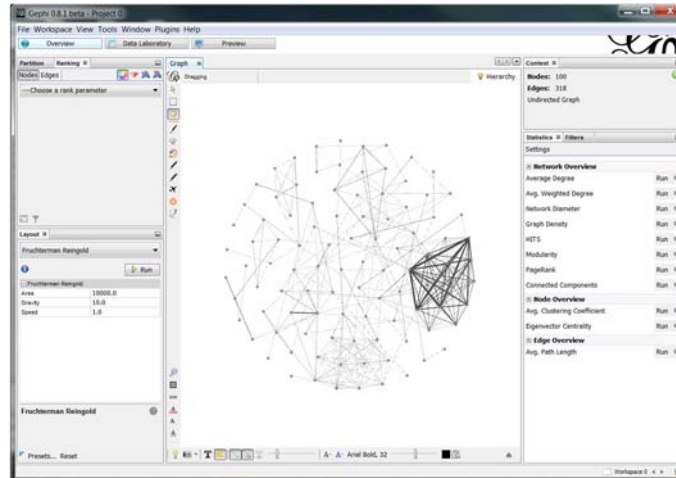 Gephi 0.8.1 beta - Project 0
File Workspace View Tools Window Plugins Help
Overview Data Laboratory Preview
Partition Ranking
Nodes Edges
---Choose a rank parameter
Layout
Fruchterman Reingold
Run
Fruchterman Reingold
Area 10000.0
Gravity 10.0
Speed 1.0
Fruchterman Reingold
Presets... Reset
Graph
Dragging
Hierarchy
Arial Bold, 32
Context
Nodes: 100
Edges: 318
Undirected Graph
Statistics Filters
Settings
Network Overview
Average Degree Run
Avg. Weighted Degree Run
Network Diameter Run
Graph Density Run
HITS Run
Modularity Run
PageRank Run
Connected Components Run
Node Overview
Avg. Clustering Coefficient Run
Eigenvector Centrality Run
Edge Overview
Avg. Path Length Run
Workspace 0